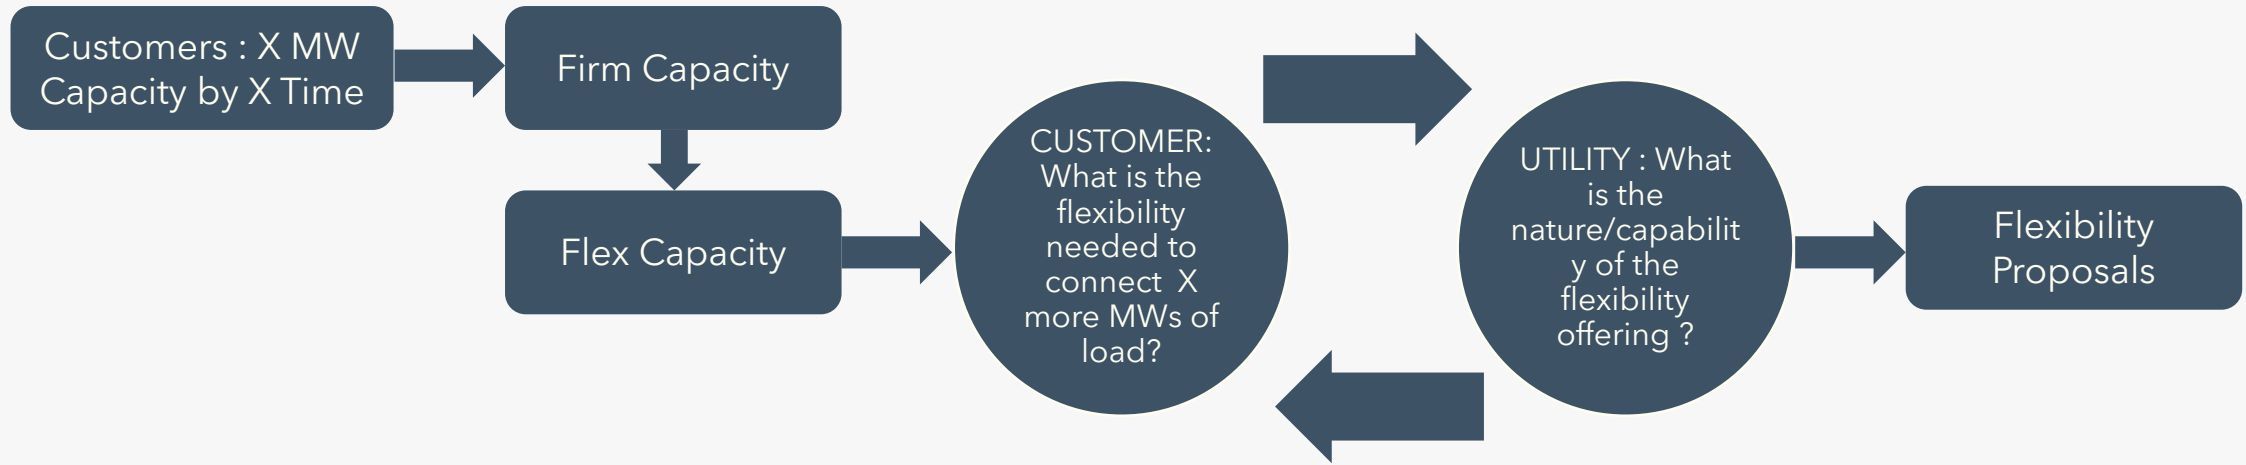 Customers : X MW
Capacity by X Time
Firm Capacity
Flex Capacity
CUSTOMER:
What is the
flexibility
needed to
connect  X
more MWs of
load?
UTILITY : What
is the
nature/capabilit
y of the
flexibility
offering ?
Flexibility
Proposals